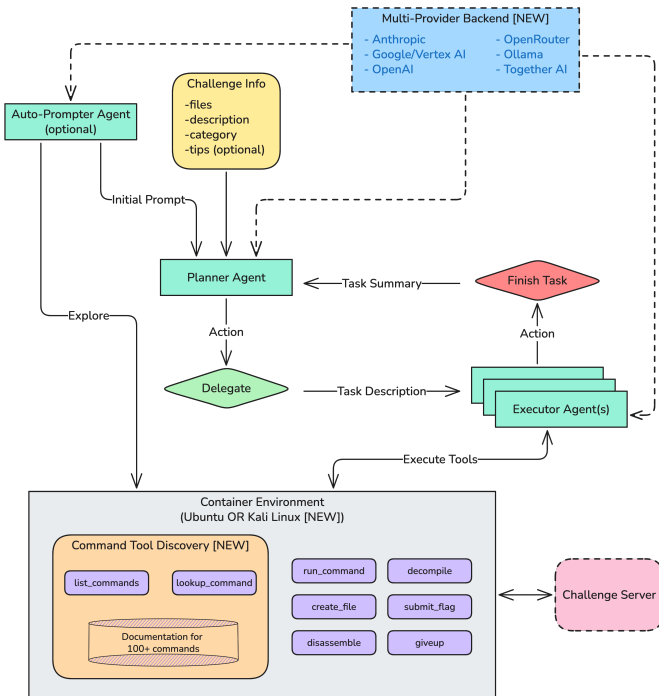 Multi-Provider Backend [NEW]
- Anthropic
- Google/Vertex AI
- OpenAI
- OpenRouter
- Ollama
- Together AI
Auto-Prompter Agent
(optional)
Challenge Info
-files
-description
-category
-tips (optional)
Initial Prompt
Planner Agent
Task Summary
Finish Task
Explore
Action
Action
Delegate
Task Description
Executor Agent(s)
Execute Tools
Container Environment
(Ubuntu OR Kali Linux [NEW])
Command Tool Discovery [NEW]
list_commands
lookup_command
Documentation for
100+ commands
run_command
decompile
create_file
submit_flag
disassemble
giveup
Challenge Server